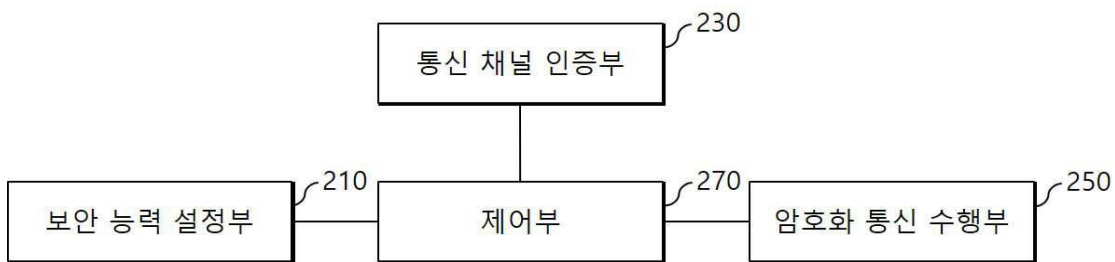 230
통신 채널 인증부
210
270
250
보안 능력 설정부
제어부
암호화 통신 수행부